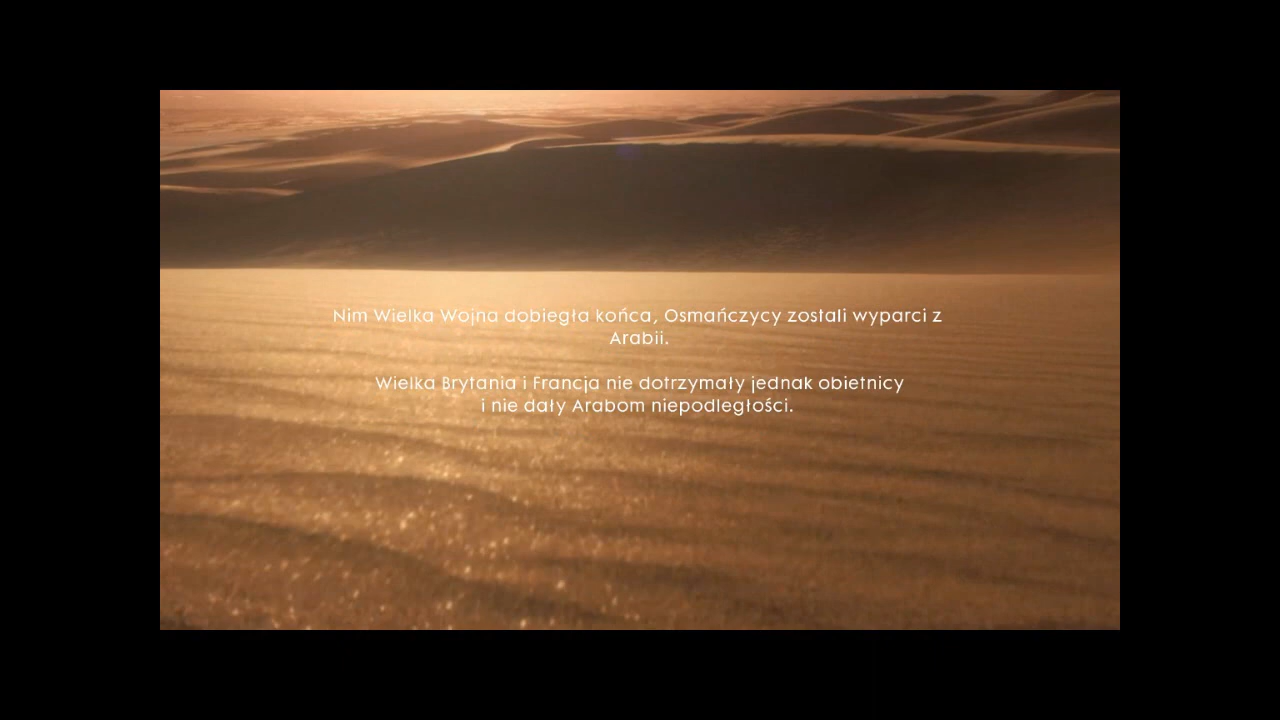 Nim Wielka Wojna dobiegła końca, Osmańczycy zostali wyparci z
Arabii.
Wielka Brytania i Francja nie dotrzymały jednak obietnicy
i nie dały Arabom niepodległości.